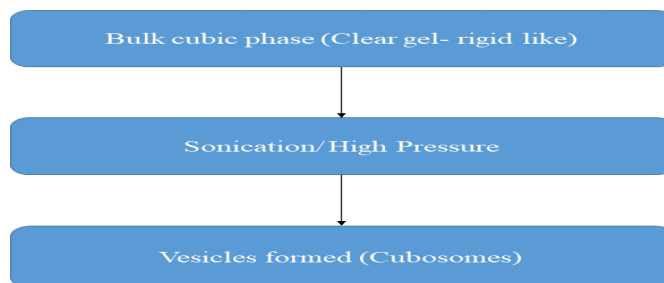 Bulk cubic phase (Clear gel- rigid like)
Sonication/High Pressure
Vesicles formed (Cubosomes)